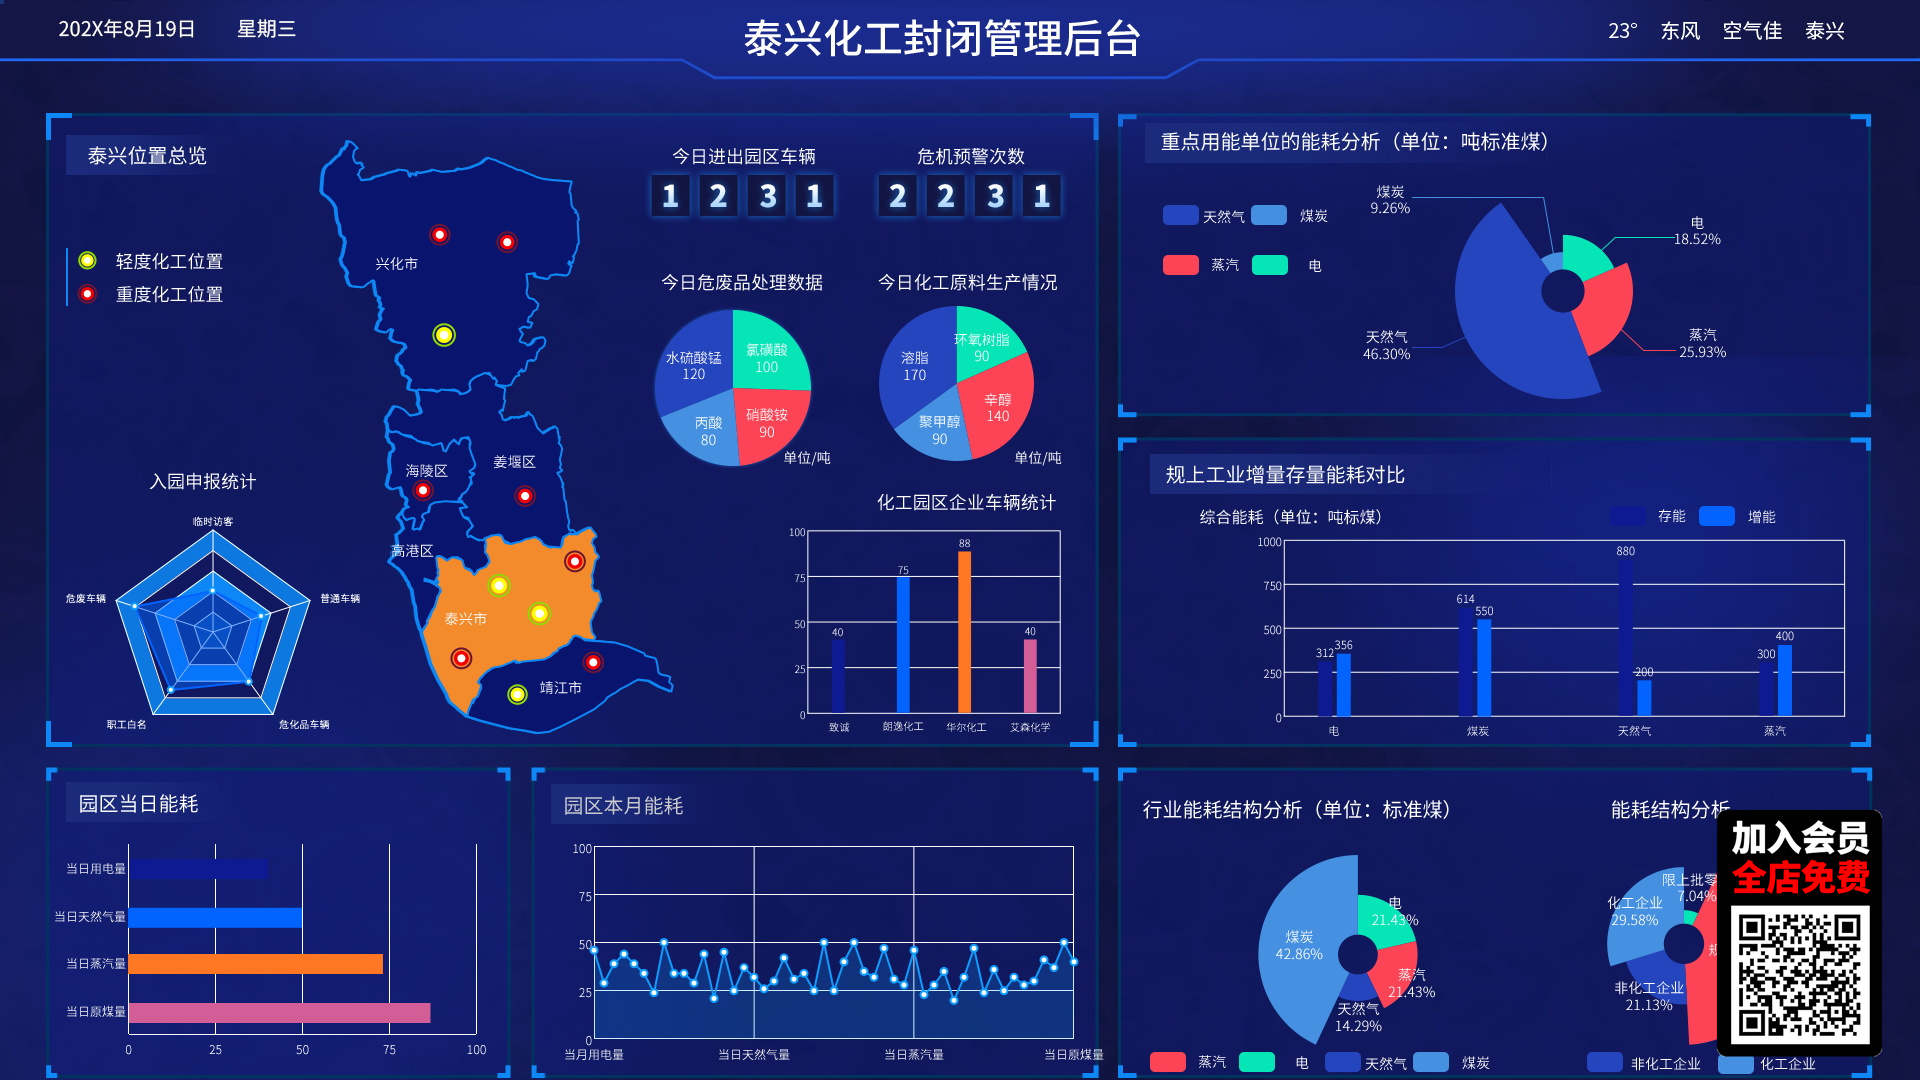 202X年8月19日 星期三
泰兴化工封闭管理后台
23° 东风 空气佳 泰兴
泰兴位置总览
轻度化工位置
重度化工位置
兴化市
海陵区
姜堰区
高港区
泰兴市
靖江市
今日进出园区车辆
1 2 3 1
危机预警次数
2 2 3 1
今日危废品处理数据
水硫酸锰
120
氯磺酸
100
丙酸
80
硝酸铵
90
单位/吨
今日化工原料生产情况
溶脂
170
环氧树脂
90
辛醇
140
聚甲醇
90
单位/吨
入园申报统计
临时访客
危废车辆
普通车辆
职工白名
危化品车辆
化工园区企业车辆统计
100
75
50
25
0
40
75
88
40
致诚
朗逸化工
华尔化工
艾森化学
重点用能单位的能耗分析（单位：吨标准煤）
天然气
煤炭
蒸汽
电
煤炭
9.26%
电
18.52%
天然气
46.30%
蒸汽
25.93%
规上工业增量存量能耗对比
综合能耗（单位：吨标煤）
存能
增能
1000
750
500
250
0
312
356
614
550
880
200
300
400
电
煤炭
天然气
蒸汽
园区当日能耗
当日用电量
当日天然气量
当日蒸汽量
当日原煤量
0 25 50 75 100
园区本月能耗
100
75
50
25
0
当月用电量
当日天然气量
当日蒸汽量
当日原煤量
行业能耗结构分析（单位：标准煤）
电
21.43%
煤炭
42.86%
蒸汽
21.43%
天然气
14.29%
蒸汽
电
天然气
煤炭
能耗结构分析
限上批零
7.04%
化工企业
29.58%
规
非化工企业
21.13%
非化工企业
化工企业
加入会员
全店免费